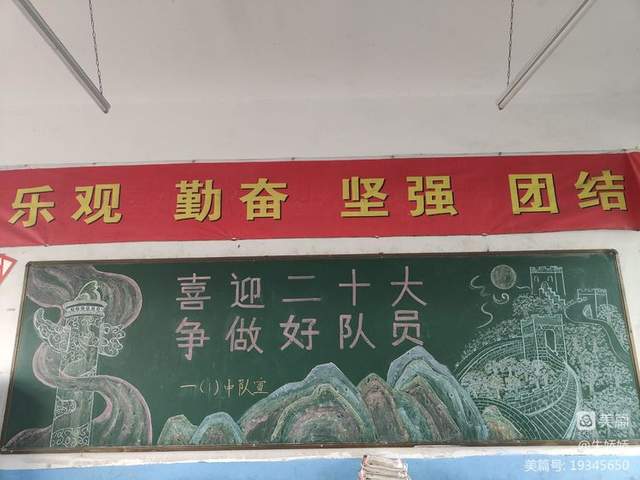 乐观 勤奋 坚强 团结
喜迎二十大
争做好队员
一(1)中队宣
美篇
美篇号: 19345650